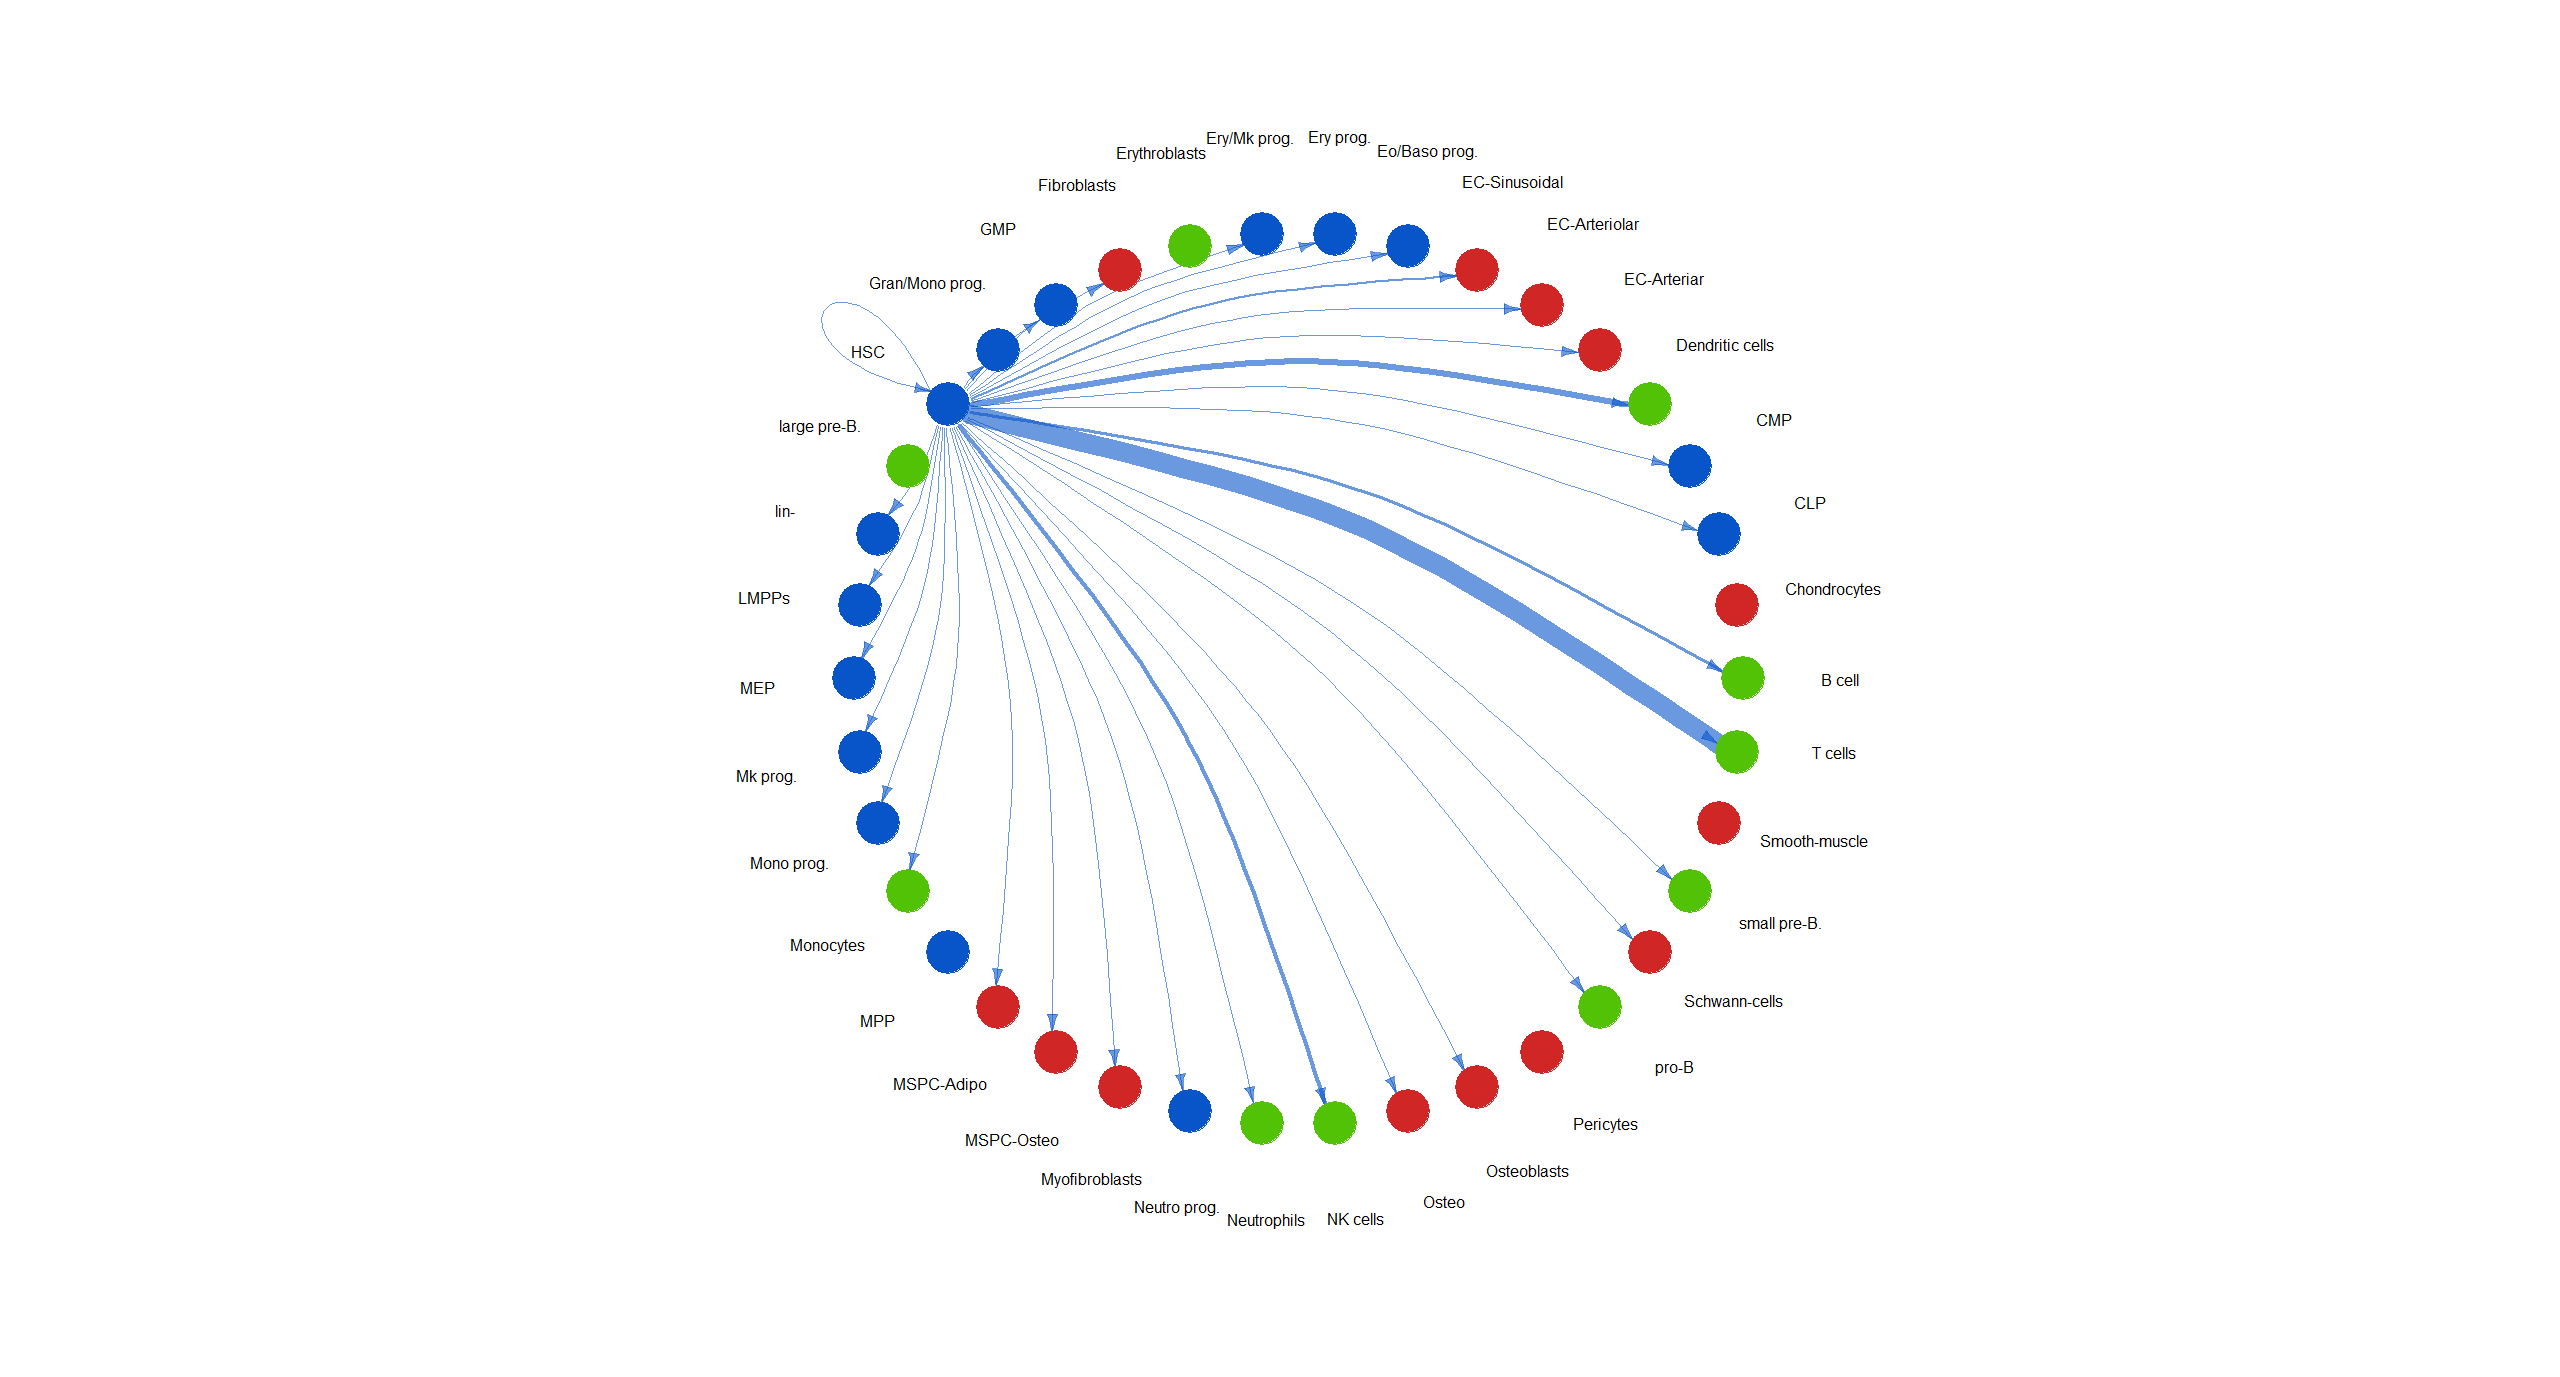 Ery/Mk prog.
Ery prog.
Erythroblasts
Eo/Baso prog.
Fibroblasts
EC-Sinusoidal
GMP
EC-Arteriolar
Gran/Mono prog.
EC-Arteriar
HSC
Dendritic cells
large pre-B.
CMP
lin-
CLP
LMPPs
Chondrocytes
MEP
B cell
Mk prog.
T cells
Mono prog.
Smooth-muscle
Monocytes
small pre-B.
MPP
Schwann-cells
MSPC-Adipo
pro-B
MSPC-Osteo
Pericytes
Myofibroblasts
Osteoblasts
Neutro prog.
Neutrophils
NK cells
Osteo